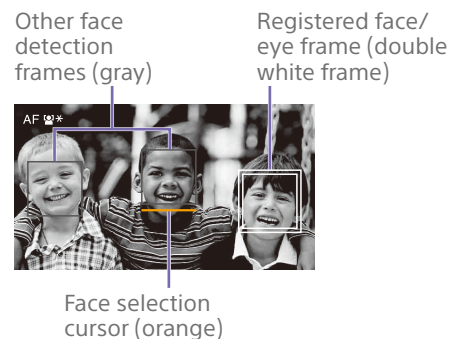 Other face
detection
frames (gray)
Registered face/
eye frame (double
white frame)
AF
Face selection
cursor (orange)